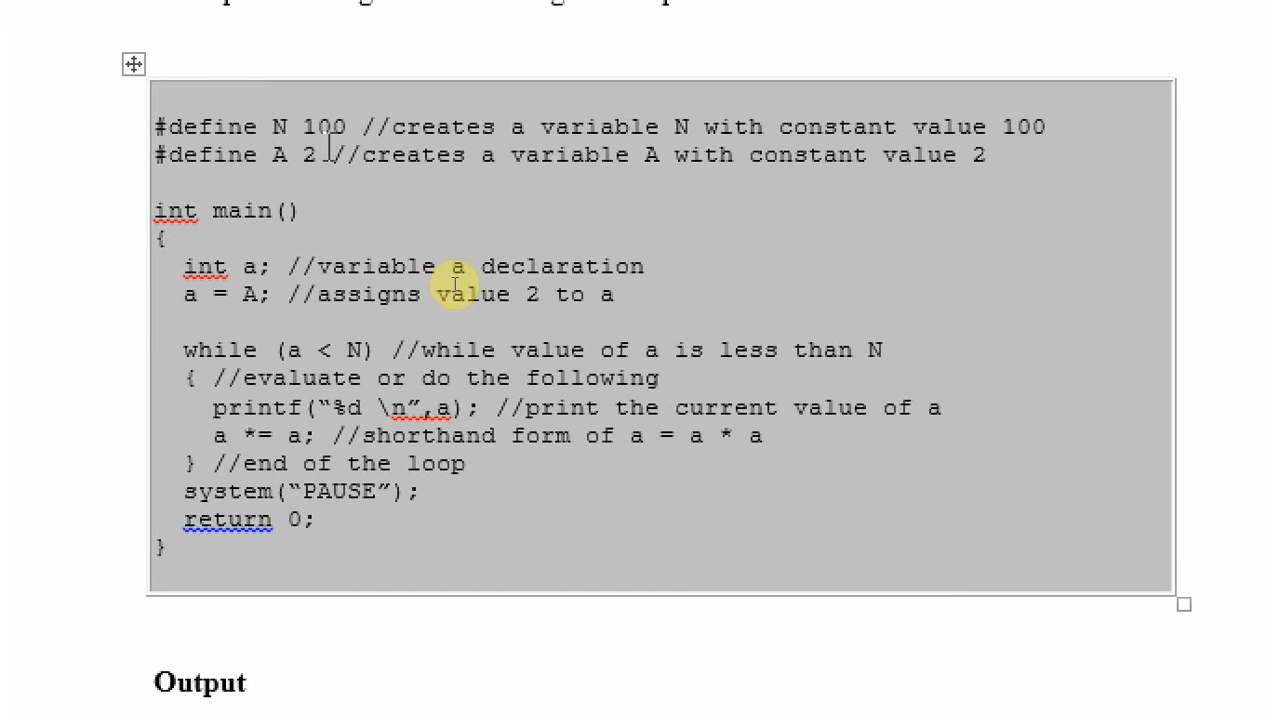 #define N 100 //creates a variable N with constant value 100
#define A 2 //creates a variable A with constant value 2
int main()
{
int a; //variable a declaration
a = A; //assigns value 2 to a
while (a < N) //while value of a is less than N
{ //evaluate or do the following
printf(“%d \n”,a); //print the current value of a
a *= a; //shorthand form of a = a * a
} //end of the loop
system(“PAUSE”);
return 0;
}
Output